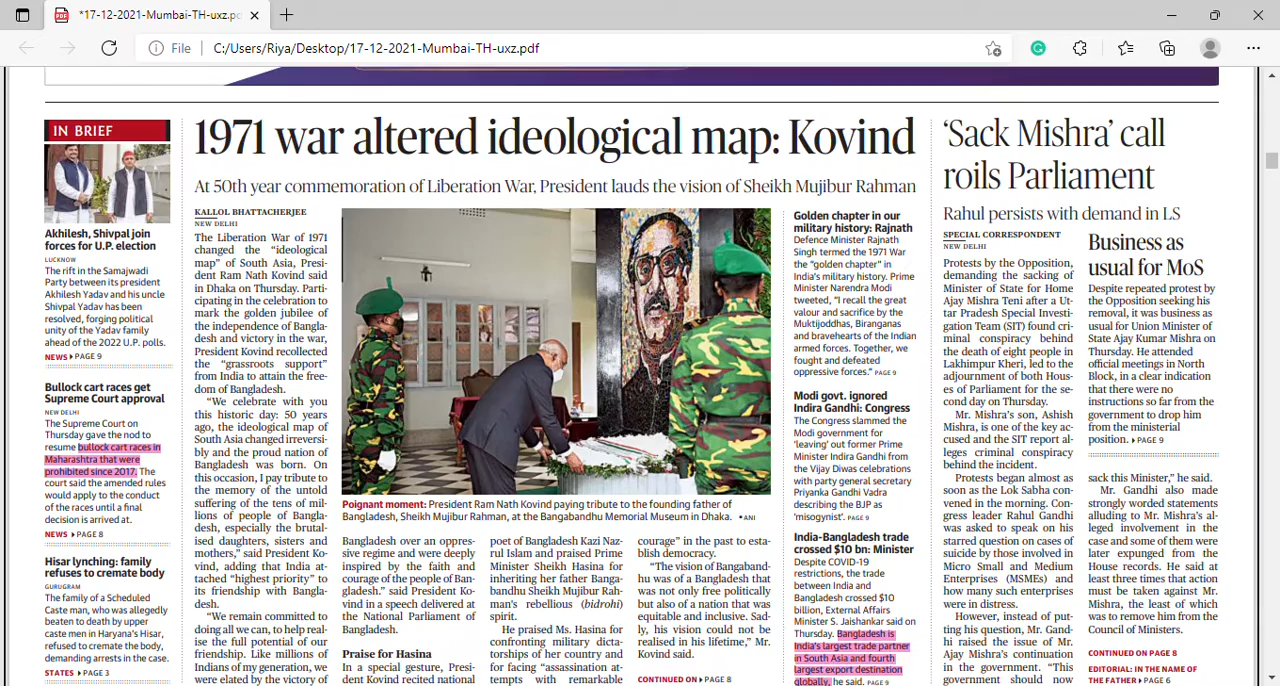 *17-12-2021-Mumbai-TH-uxz.pd
File
C:/Users/Riya/Desktop/17-12-2021-Mumbai-TH-uxz.pdf
IN BRIEF
Akhilesh, Shivpal join
forces for U.P. election
LUCKNOW
The rift in the Samajwadi
Party between its president
Akhilesh Yadav and his uncle
Shivpal Yadav has been
resolved, forging political
unity of the Yadav family
ahead of the 2022 U.P. polls.
NEWS PAGE 9
Bullock cart races get
Supreme Court approval
NEW DELHI
The Supreme Court on
Thursday gave the nod to
resume bullock cart races in
Maharashtra that were
prohibited since 2017. The
court said the amended rules
would apply to the conduct
of the races until a final
decision is arrived at.
NEWS PAGE 8
Hisar lynching: family
refuses to cremate body
GURUGRAM
The family of a Scheduled
Caste man, who was allegedly
beaten to death by upper
caste men in Haryana's Hisar,
refused to cremate the body,
demanding arrests in the case.
STATES PAGE 3
1971 war altered ideological map: Kovind
At 50th year commemoration of Liberation War, President lauds the vision of Sheikh Mujibur Rahman
KALLOL BHATTACHERJEE
NEW DELHI
The Liberation War of 1971
changed the “ideological
map” of South Asia, Presi-
dent Ram Nath Kovind said
in Dhaka on Thursday. Parti-
cipating in the celebration to
mark the golden jubilee of
the independence of Bangla-
desh and victory in the war,
President Kovind recollected
the “grassroots support”
from India to attain the free-
dom of Bangladesh.
“We celebrate with you
this historic day: 50 years
ago, the ideological map of
South Asia changed irreversi-
bly and the proud nation of
Bangladesh was born. On
this occasion, I pay tribute to
the memory of the untold
suffering of the tens of mil-
lions of people of Bangla-
desh, especially the brutal-
ised daughters, sisters and
mothers,” said President Ko-
vind, adding that India at-
tached “highest priority” to
its friendship with Bangla-
desh.
“We remain committed to
doing all we can, to help real-
ise the full potential of our
friendship. Like millions of
Indians of my generation, we
were elated by the victory of
Poignant moment: President Ram Nath Kovind paying tribute to the founding father of
Bangladesh, Sheikh Mujibur Rahman, at the Bangabandhu Memorial Museum in Dhaka. •ANI
Bangladesh over an oppres-
sive regime and were deeply
inspired by the faith and
courage of the people of Ban-
gladesh.” said President Ko-
vind in a speech delivered at
the National Parliament of
Bangladesh.
Praise for Hasina
In a special gesture, Presi-
dent Kovind recited national
poet of Bangladesh Kazi Naz-
rul Islam and praised Prime
Minister Sheikh Hasina for
inheriting her father Banga-
bandhu Sheikh Mujibur Rah-
man's rebellious (bidrohi)
spirit.
He praised Ms. Hasina for
confronting military dicta-
torships of her country and
for facing “assassination at-
tempts with remarkable
courage” in the past to esta-
blish democracy.
“The vision of Bangaband-
hu was of a Bangladesh that
was not only free politically
but also of a nation that was
equitable and inclusive. Sad-
ly, his vision could not be
realised in his lifetime,” Mr.
Kovind said.
CONTINUED ON PAGE 8
Golden chapter in our
military history: Rajnath
Defence Minister Rajnath
Singh termed the 1971 War
the “golden chapter” in
India's military history. Prime
Minister Narendra Modi
tweeted, “I recall the great
valour and sacrifice by the
Muktijoddhas, Biranganas
and bravehearts of the Indian
armed forces. Together, we
fought and defeated
oppressive forces.” PAGE 9
Modi govt. ignored
Indira Gandhi: Congress
The Congress slammed the
Modi government for
‘leaving’ out former Prime
Minister Indira Gandhi from
the Vijay Diwas celebrations
with party general secretary
Priyanka Gandhi Vadra
describing the BJP as
‘misogynist’. PAGE 9
India-Bangladesh trade
crossed $10 bn: Minister
Despite COVID-19
restrictions, the trade
between India and
Bangladesh crossed $10
billion, External Affairs
Minister S. Jaishankar said on
Thursday. Bangladesh is
India's largest trade partner
in South Asia and fourth
largest export destination
globally, he said. PAGE 9
‘Sack Mishra’ call
roils Parliament
Rahul persists with demand in LS
SPECIAL CORRESPONDENT
NEW DELHI
Protests by the Opposition,
demanding the sacking of
Minister of State for Home
Ajay Mishra Teni after a Ut-
tar Pradesh Special Investi-
gation Team (SIT) found cri-
minal conspiracy behind
the death of eight people in
Lakhimpur Kheri, led to the
adjournment of both Hous-
es of Parliament for the se-
cond day on Thursday.
Mr. Mishra's son, Ashish
Mishra, is one of the key ac-
cused and the SIT report al-
leges criminal conspiracy
behind the incident.
Protests began almost as
soon as the Lok Sabha con-
vened in the morning. Con-
gress leader Rahul Gandhi
was asked to speak on his
starred question on cases of
suicide by those involved in
Micro Small and Medium
Enterprises (MSMEs) and
how many such enterprises
were in distress.
However, instead of put-
ting his question, Mr. Gand-
hi raised the issue of Mr.
Ajay Mishra's continuation
in the government. “This
government should now
Business as
usual for MoS
Despite repeated protest by
the Opposition seeking his
removal, it was business as
usual for Union Minister of
State Ajay Kumar Mishra on
Thursday. He attended
official meetings in North
Block, in a clear indication
that there were no
instructions so far from the
government to drop him
from the ministerial
position. PAGE 9
sack this Minister,” he said.
Mr. Gandhi also made
strongly worded statements
alluding to Mr. Mishra's al-
leged involvement in the
case and some of them were
later expunged from the
House records. He said at
least three times that action
must be taken against Mr.
Mishra, the least of which
was to remove him from the
Council of Ministers.
CONTINUED ON PAGE 8
EDITORIAL: IN THE NAME OF
THE FATHER PAGE 6